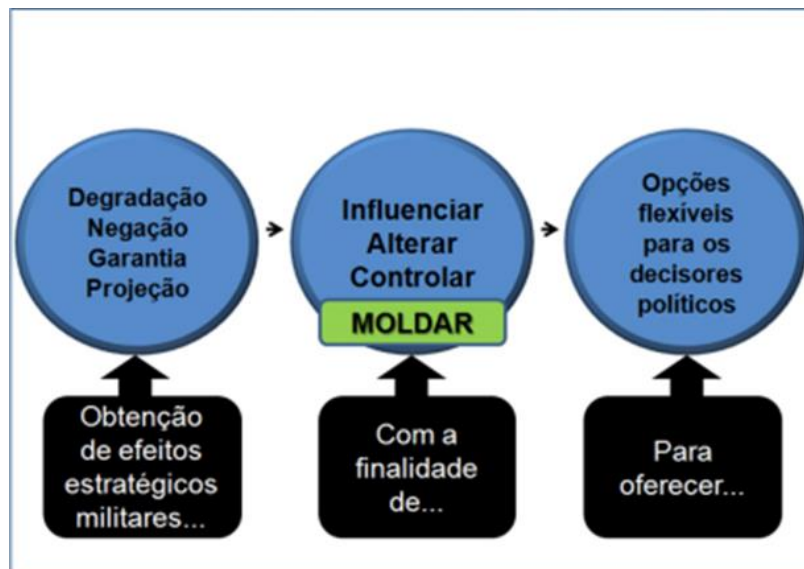 Degradação
Negação
Garantia
Projeção
Influenciar
Alterar
Controlar
MOLDAR
Opções
flexíveis
para os
decisores
políticos
Obtenção
de efeitos
estratégicos
militares...
Com a
finalidade
de...
Para
oferecer...